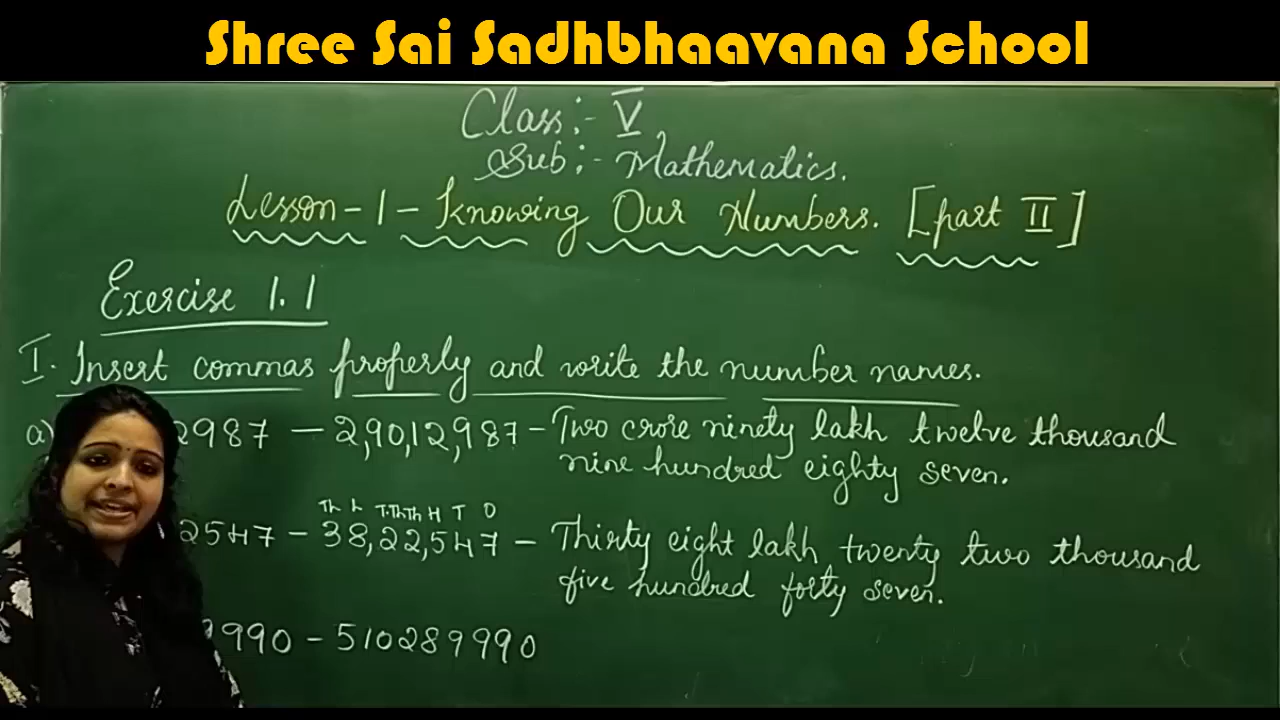 Shree Sai Sadhbhaavana School
Class:- V
Sub:- Mathematics.
Lesson-1- Knowing Our Numbers. [part II]
Exercise 1.1
I. Insert commas properly and write the number names.
a) 2987 - 2,90,12,987 - Two crore ninety lakh twelve thousand
nine hundred eighty seven.
Th L T.Th Th H T O
2547 - 38,22,547 - Thirty eight lakh twenty two thousand
five hundred forty seven.
990 - 510289990